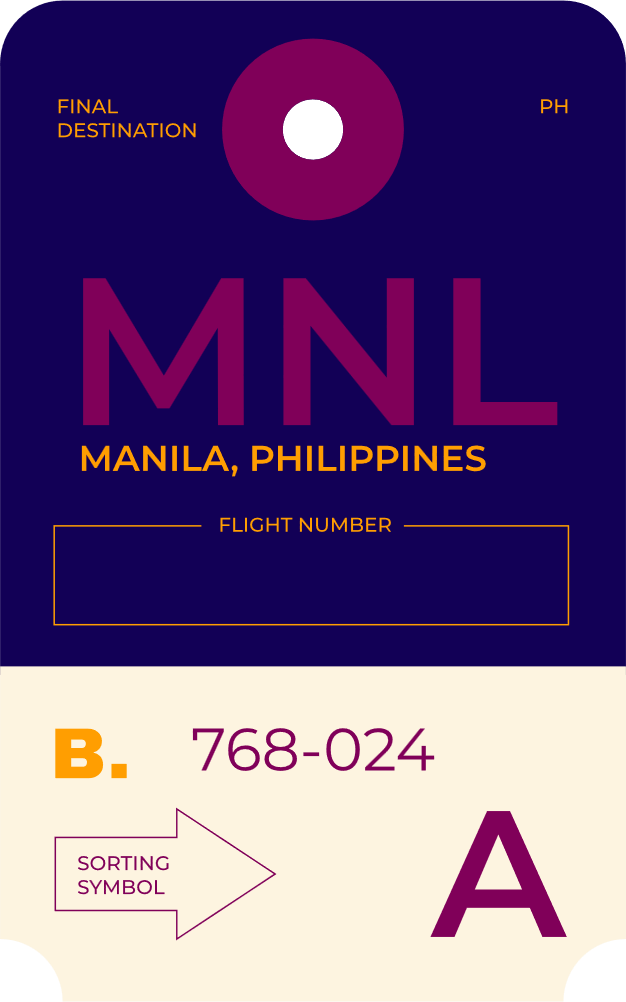 FINAL
DESTINATION
PH
MNL
MANILA, PHILIPPINES
FLIGHT NUMBER
B. 768-024
SORTING
SYMBOL
A